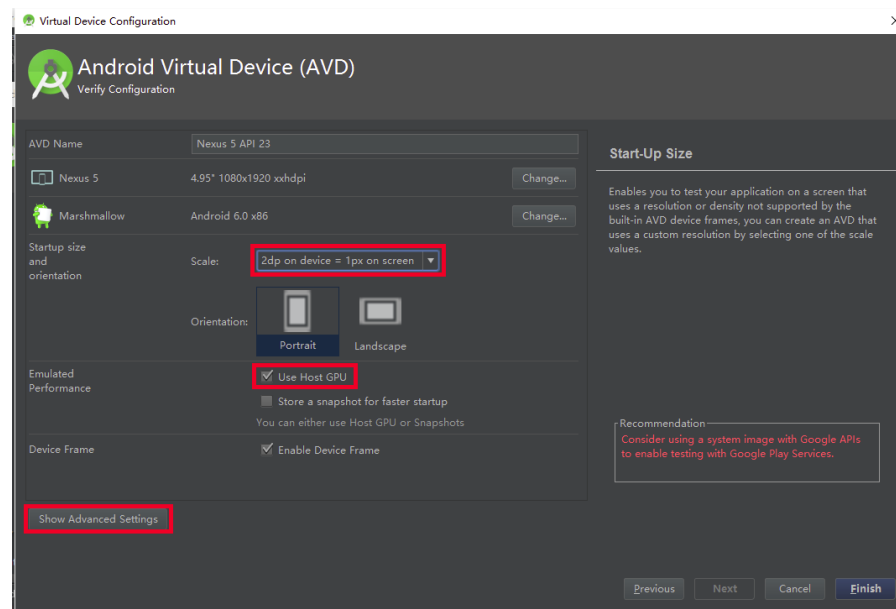 Virtual Device Configuration
Android Virtual Device (AVD)
Verify Configuration
AVD Name
Nexus 5 API 23
Nexus 5
4.95" 1080x1920 xxhdpi
Change...
Marshmallow
Android 6.0 x86
Change...
Startup size
and
orientation
Scale:
2dp on device = 1px on screen
Orientation:
Portrait
Landscape
Emulated
Performance
Use Host GPU
Store a snapshot for faster startup
You can either use Host GPU or Snapshots
Device Frame
Enable Device Frame
Show Advanced Settings
Start-Up Size
Enables you to test your application on a screen that
uses a resolution or density not supported by the
built-in AVD device frames, you can create an AVD that
uses a custom resolution by selecting one of the scale
values.
Recommendation
Consider using a system image with Google APIs
to enable testing with Google Play Services.
Previous
Next
Cancel
Finish